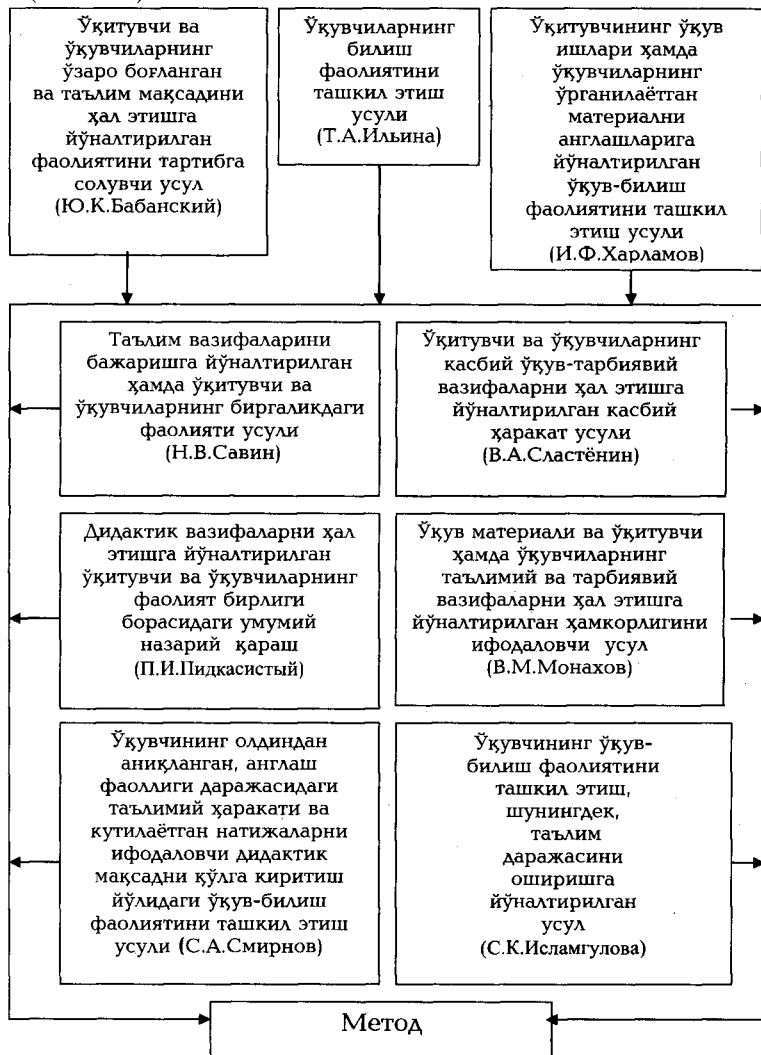 Ўқитувчи ва
ўқувчиларнинг
ўзаро боғланган
ва таълим мақсадини
ҳал этишга
йўналтирилган
фаолиятини тартибга
солувчи усул
(Ю.К.Бабанский)
Ўқувчиларнинг
билиш
фаолиятини
ташкил этиш
усули
(Т.А.Ильина)
Ўқитувчининг ўқув
ишлари ҳамда
ўқувчиларнинг
ўрганилаётган
материални
англашларига
йўналтирилган
ўқув-билиш
фаолиятини ташкил
этиш усули
(И.Ф.Харламов)
Таълим вазифаларини
бажаришга йўналтирилган
ҳамда ўқитувчи ва
ўқувчиларнинг биргаликдаги
фаолияти усули
(Н.В.Савин)
Ўқитувчи ва ўқувчиларнинг
касбий ўқув-тарбиявий
вазифаларни ҳал этишга
йўналтирилган касбий
ҳаракат усули
(В.А.Сластёнин)
Дидактик вазифаларни ҳал
этишга йўналтирилган
ўқитувчи ва ўқувчиларнинг
фаолият бирлиги
борасидаги умумий
назарий қараш
(П.И.Пидкасистый)
Ўқув материали ва ўқитувчи
ҳамда ўқувчиларнинг
таълимий ва тарбиявий
вазифаларни ҳал этишга
йўналтирилган ҳамкорлигини
ифодаловчи усул
(В.М.Монахов)
Ўқувчининг олдиндан
аниқланган, англаш
фаоллиги даражасидаги
таълимий ҳаракати ва
кутилаётган натижаларни
ифодаловчи дидактик
мақсадни қўлга киритиш
йўлидаги ўқув-билиш
фаолиятини ташкил этиш
усули (С.А.Смирнов)
Ўқувчининг ўқув-
билиш фаолиятини
ташкил этиш,
шунингдек,
таълим
даражасини
оширишга
йўналтирилган
усул
(С.К.Исламгулова)
Метод